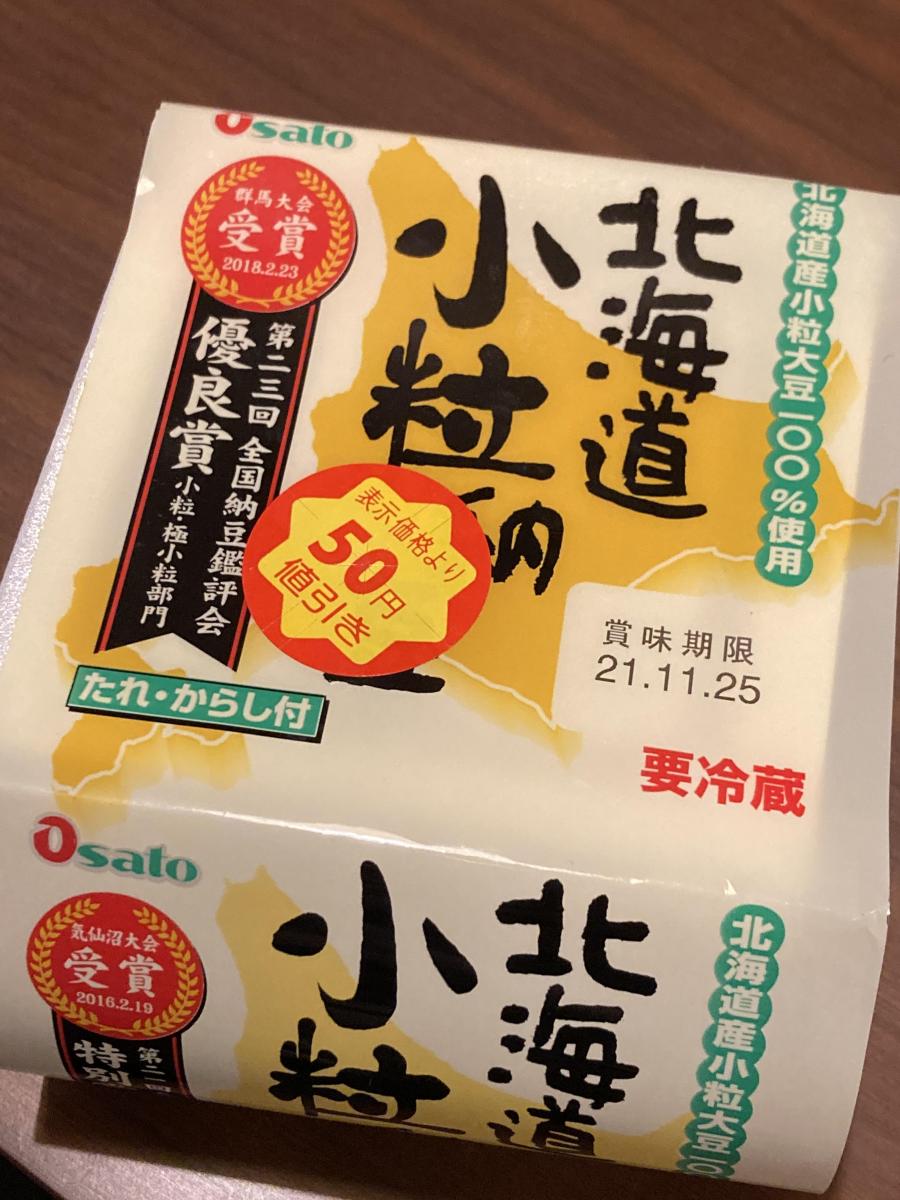 Osato
群馬大会
受賞
2018.2.23
第二三回 全国納豆鑑評会
優良賞
小粒・極小粒部門
北海道
小粒納
北海道産小粒大豆一〇〇%使用
表示価格より
50円
値引き
賞味期限
21.11.25
たれ・からし付
要冷蔵
Osato
気仙沼大会
受賞
2016.2.19
第二
特別
北海道
小粒
北海道産小粒大豆一〇